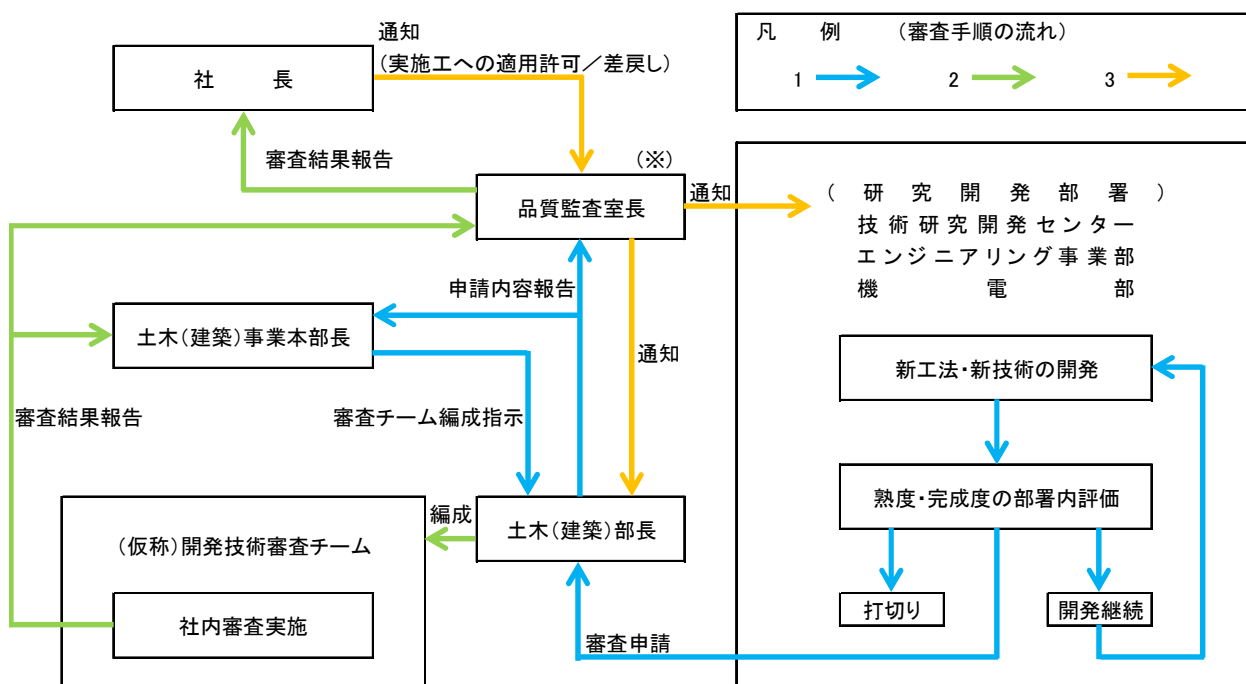 通知
(実施工への適用許可／差戻し)
社　　長
凡　例　(審査手順の流れ)
1
2
3
審査結果報告
(※)
品質監査室長
通知
(研究開発部署)
技術研究開発センター
エンジニアリング事業部
機電部
申請内容報告
土木(建築)事業本部長
通知
新工法・新技術の開発
審査結果報告
審査チーム編成指示
熟度・完成度の部署内評価
編成
土木(建築)部長
(仮称)開発技術審査チーム
打切り
開発継続
社内審査実施
審査申請